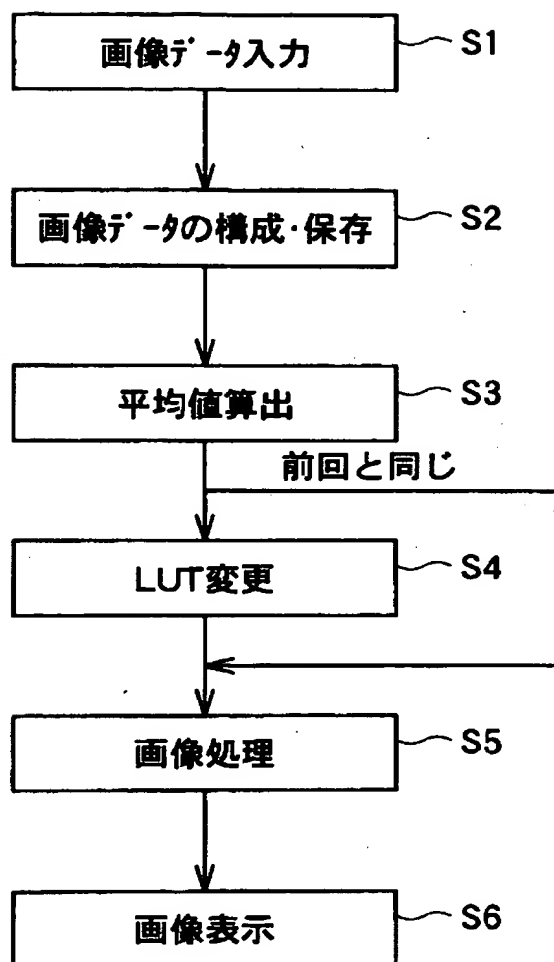 画像ﾃﾞｰﾀ入力 S1
画像ﾃﾞｰﾀの構成･保存 S2
平均値算出 S3
前回と同じ
LUT変更 S4
画像処理 S5
画像表示 S6